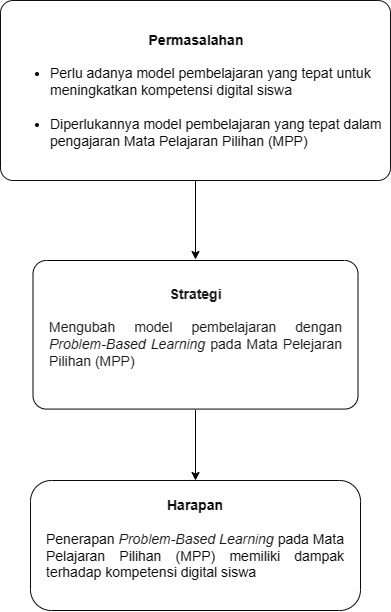 Permasalahan
• Perlu adanya model pembelajaran yang tepat untuk
meningkatkan kompetensi digital siswa
• Diperlukannya model pembelajaran yang tepat dalam
pengajaran Mata Pelajaran Pilihan (MPP)
Strategi
Mengubah model pembelajaran dengan
Problem-Based Learning pada Mata Pelejaran
Pilihan (MPP)
Harapan
Penerapan Problem-Based Learning pada Mata
Pelajaran Pilihan (MPP) memiliki dampak
terhadap kompetensi digital siswa